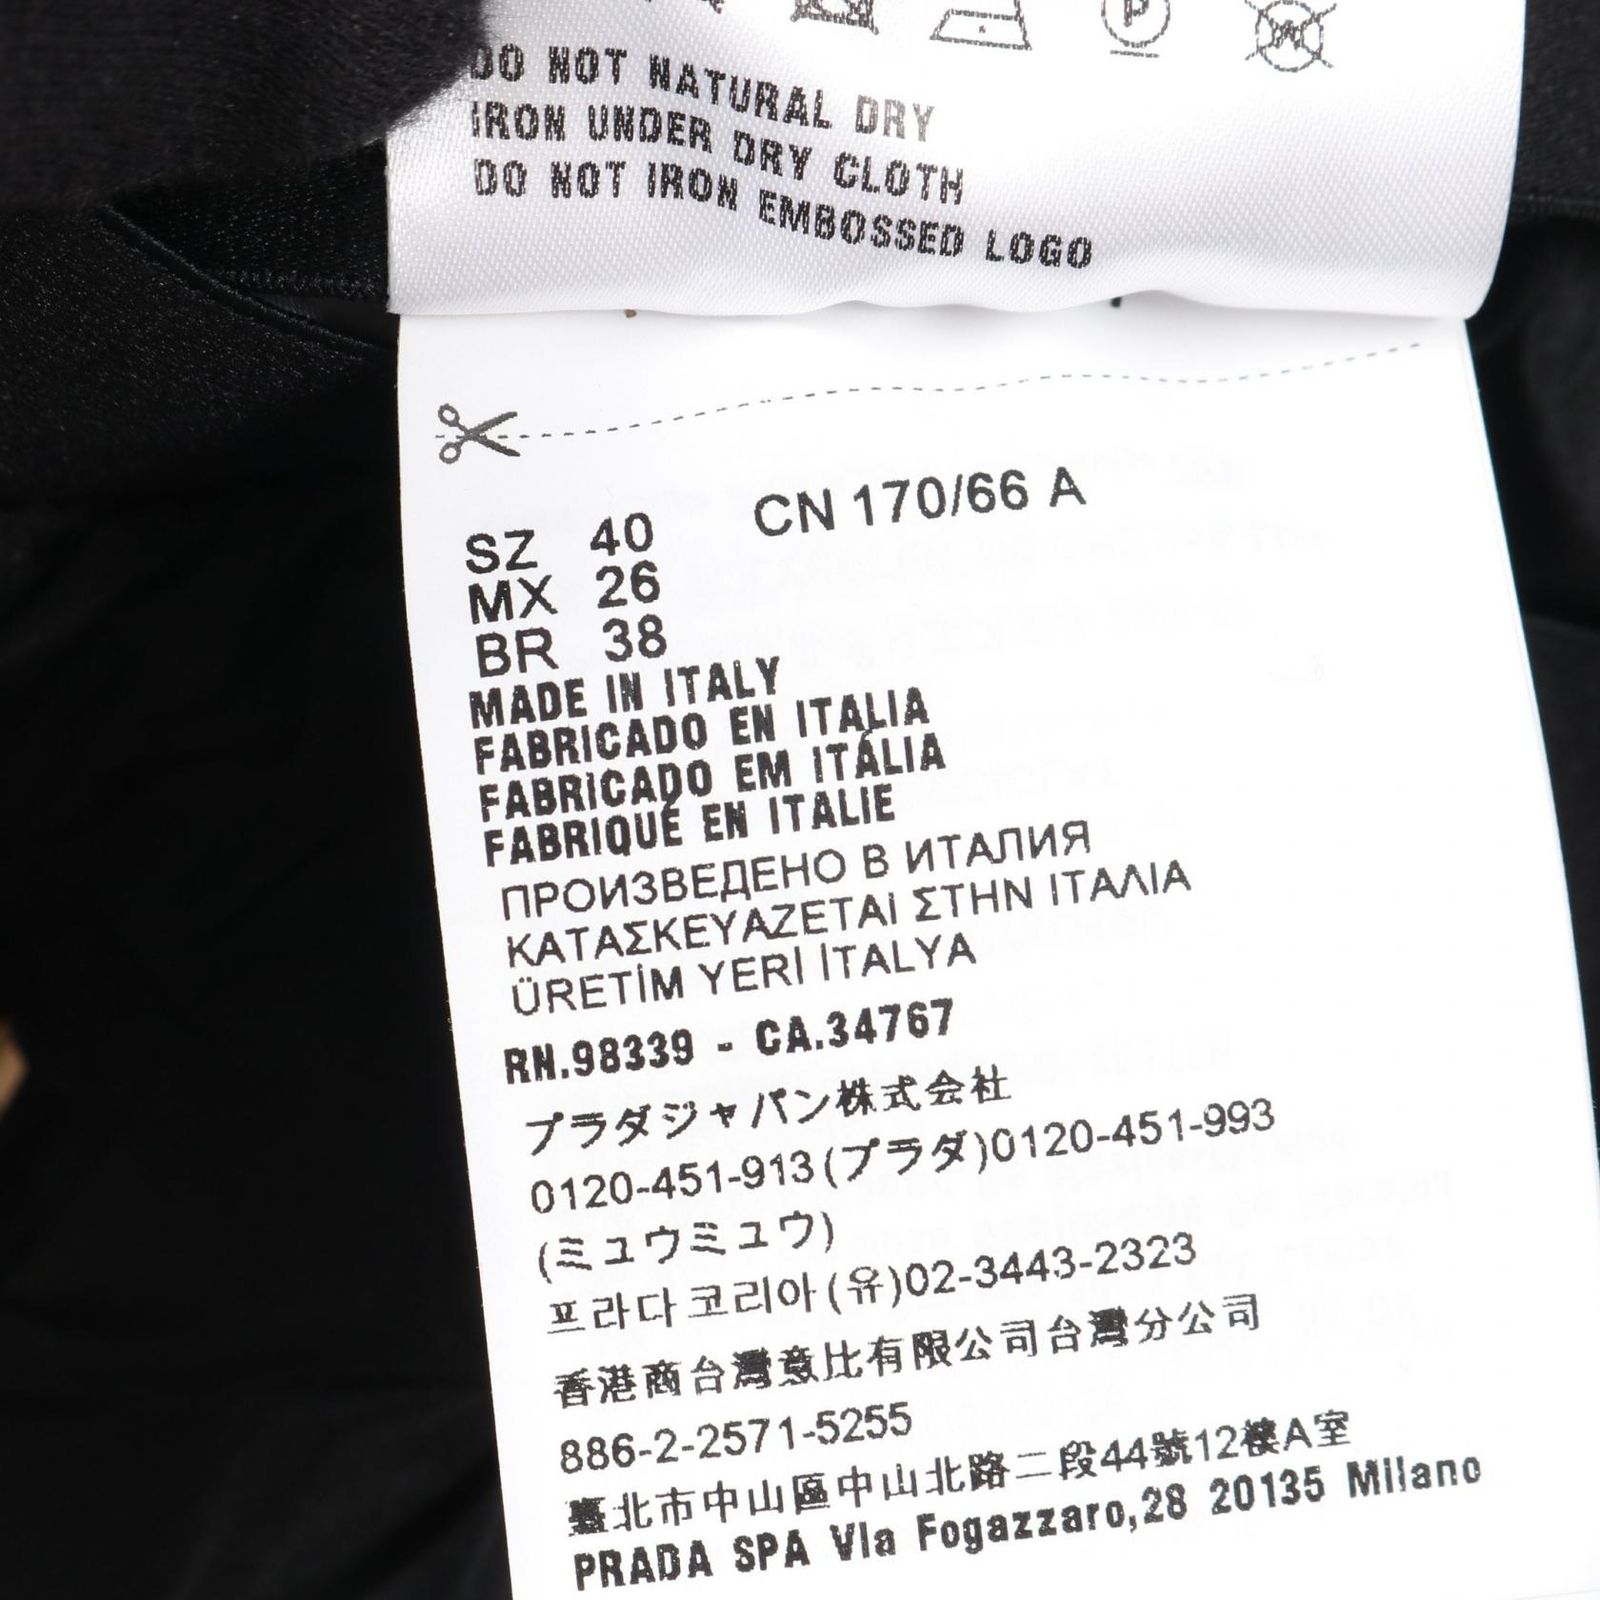 DO NOT NATURAL DRY
IRON UNDER DRY CLOTH
DO NOT IRON EMBOSSED LOGO
SZ 40 CN 170/66 A
MX 26
BR 38
MADE IN ITALY
FABRICADO EN ITALIA
FABRICADO EM ITÁLIA
FABRIQUÉ EN ITALIE
ПРОИЗВЕДЕНО В ИТАЛИЯ
ΚΑΤΑΣΚΕΥΑΖΕΤΑΙ ΣΤΗΝ ΙΤΑΛΙΑ
ÜRETİM YERİ İTALYA
RN.98339 - CA.34767
プラダジャパン株式会社
0120-451-913(プラダ)0120-451-993
(ミュウミュウ)
프라다코리아(유)02-3443-2323
香港商台灣意比有限公司台灣分公司
886-2-2571-5255
臺北市中山區中山北路二段44號12樓A室
PRADA SPA Via Fogazzaro,28 20135 Milano